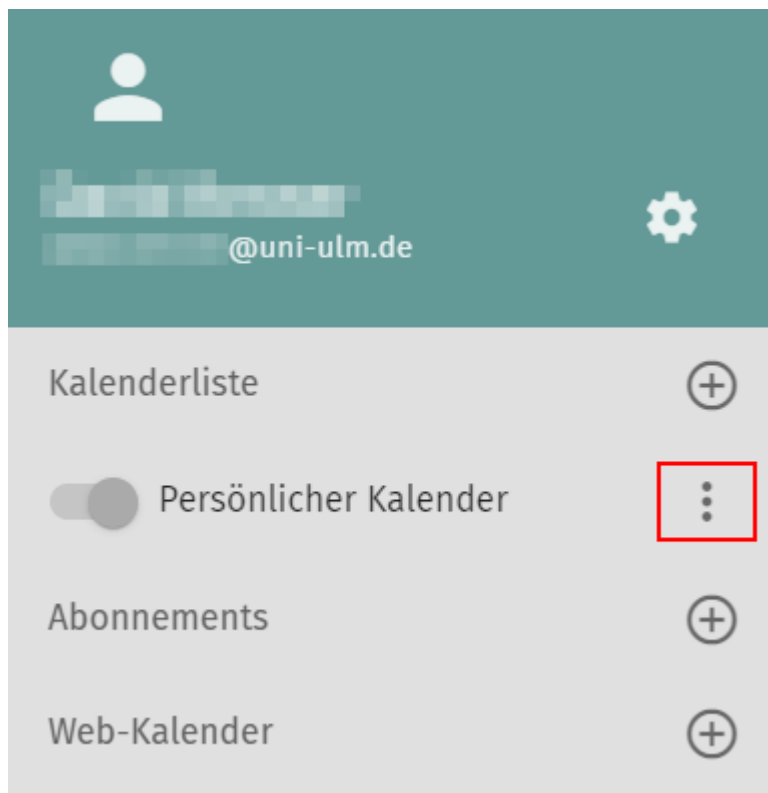 @uni-ulm.de
Kalenderliste
Persönlicher Kalender
Abonnements
Web-Kalender